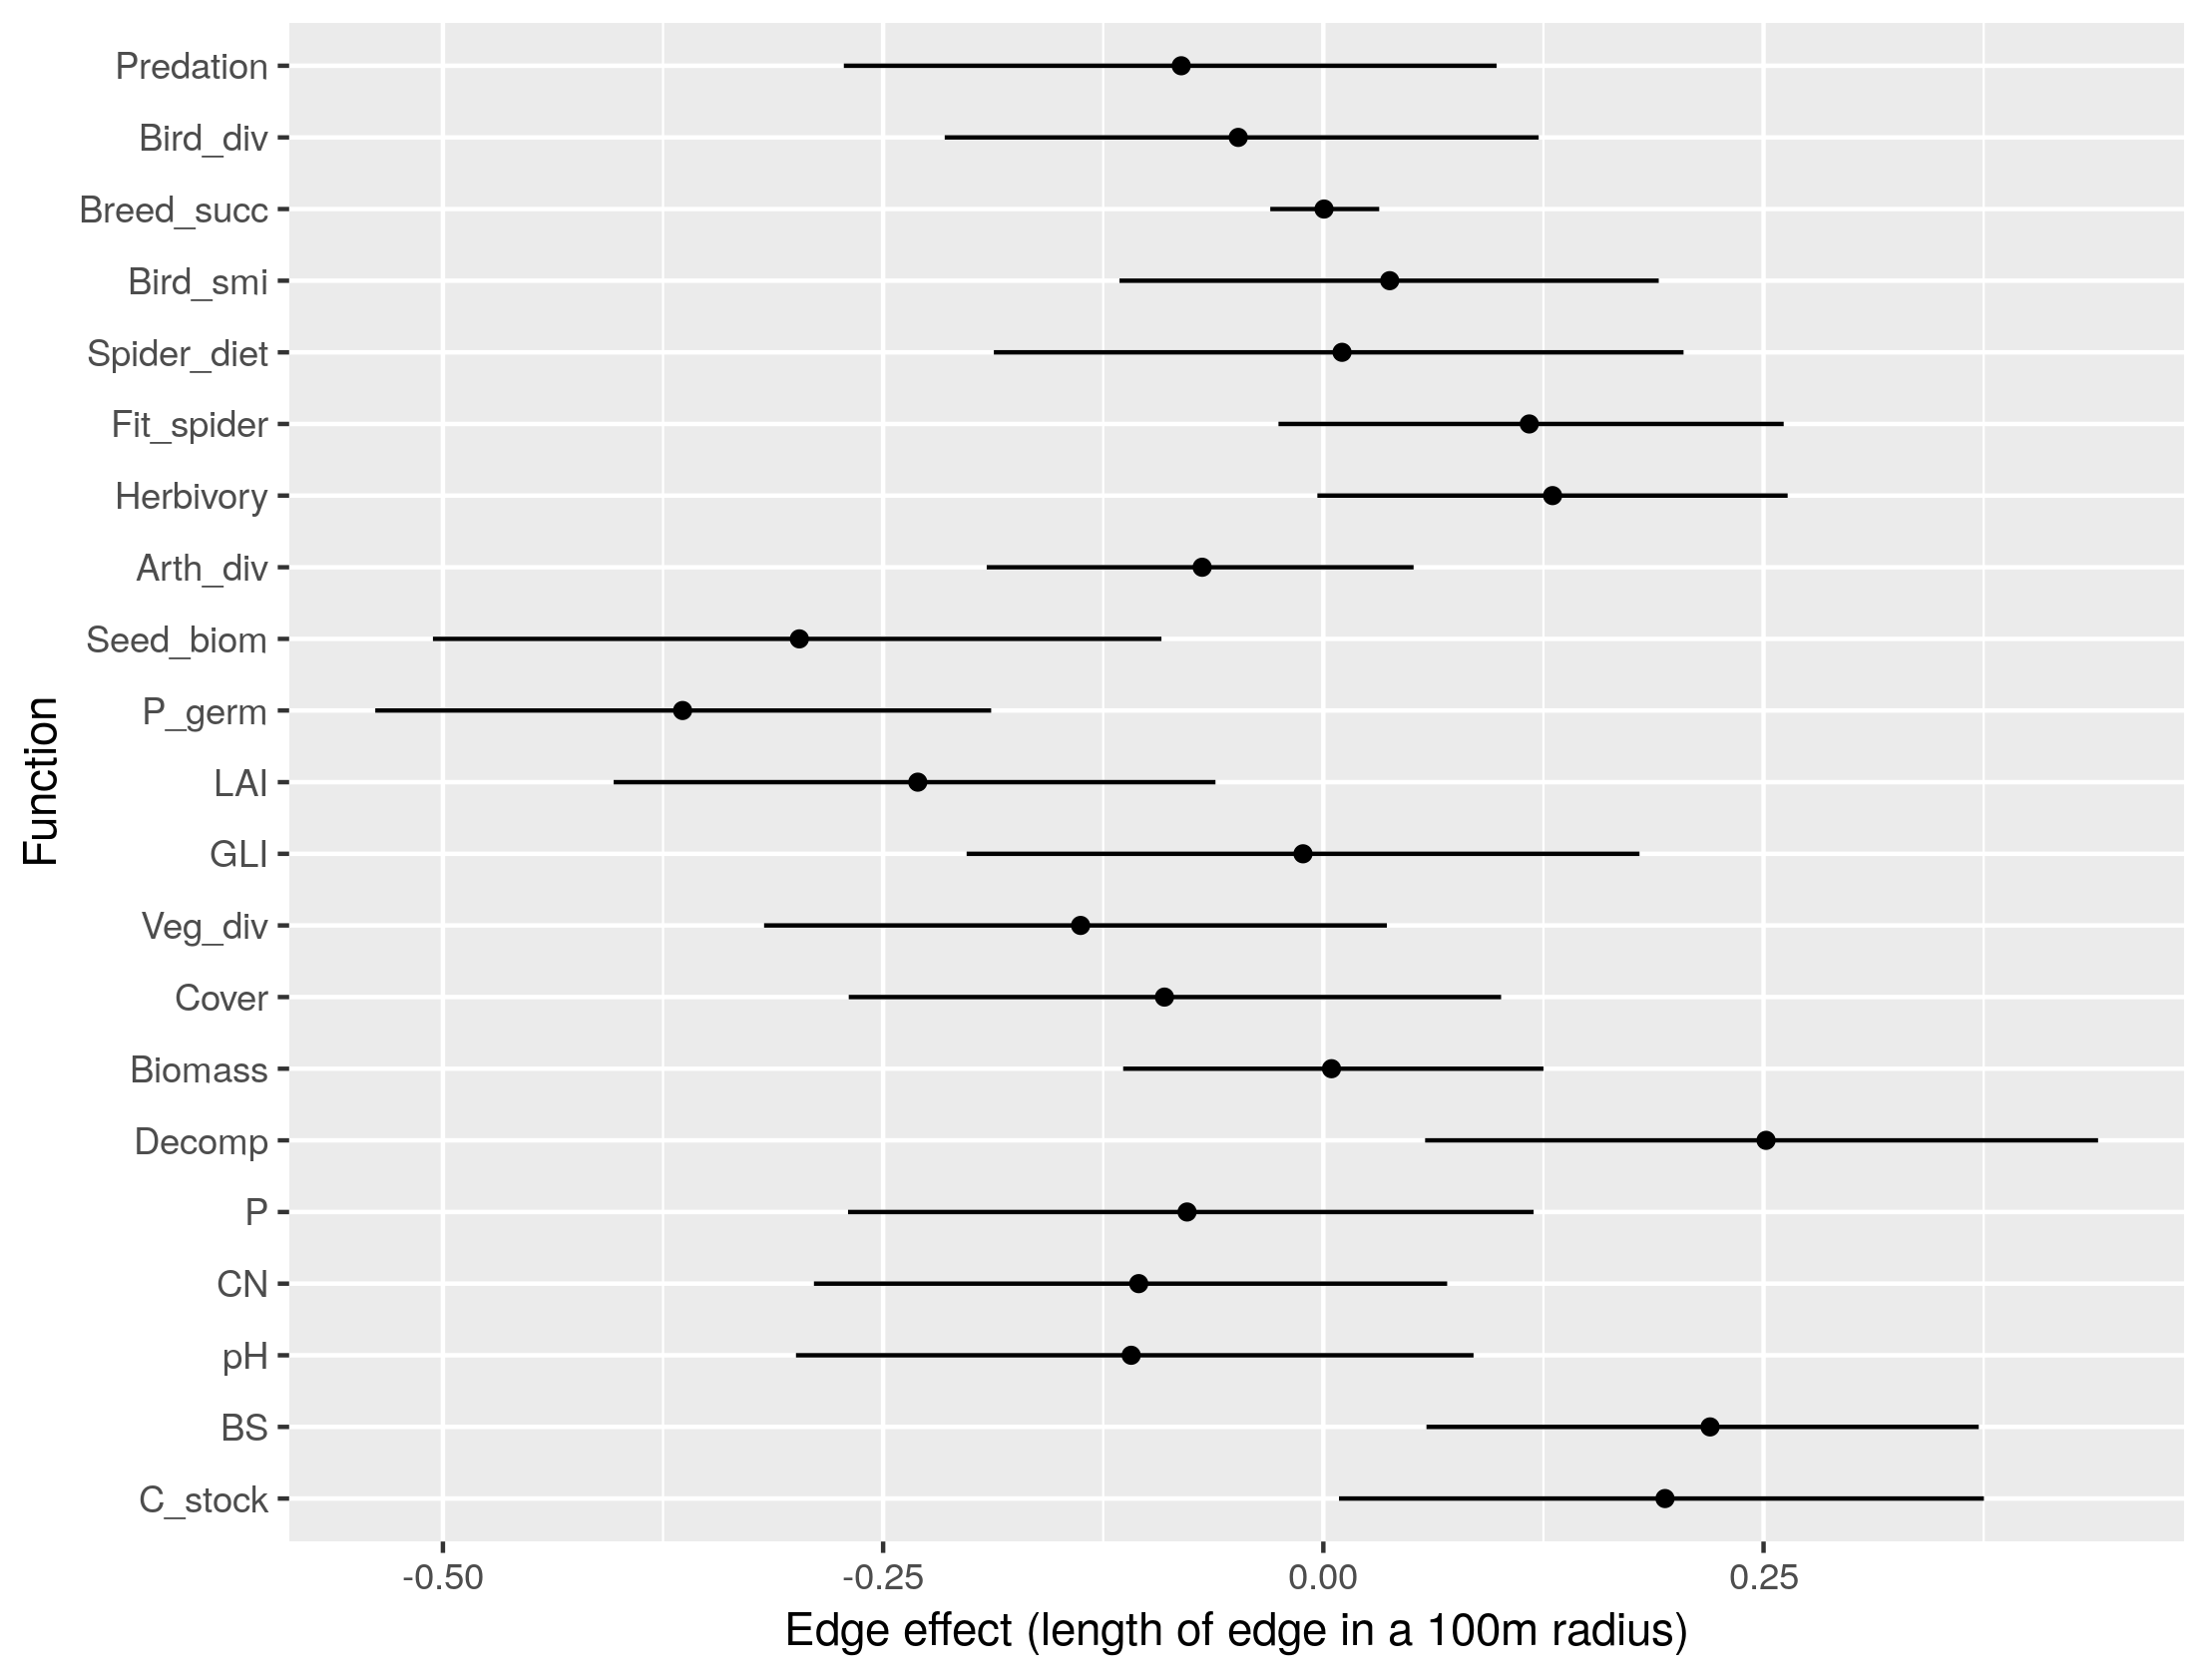 Predation
Bird_div
Breed_succ
Bird_smi
Spider_diet
Fit_spider
Herbivory
Arth_div
Seed_biom
P_germ
LAI
GLI
Veg_div
Cover
Biomass
Decomp
P
CN
pH
BS
C_stock
Function
-0.50 -0.25 0.00 0.25
Edge effect (length of edge in a 100m radius)